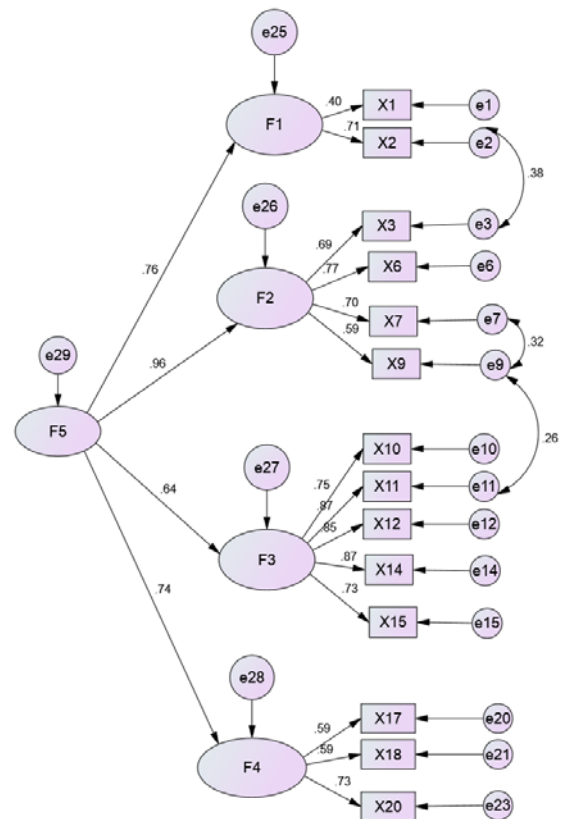 e25
F1
.40
X1
e1
.71
X2
e2
.38
e26
.69
X3
e3
F2
.77
X6
e6
.76
.70
X7
e7
.59
.32
X9
e9
e29
.96
F5
.26
e27
.75
X10
e10
.87
X11
e11
.64
.85
X12
e12
F3
.87
X14
e14
.74
.73
X15
e15
e28
.59
X17
e20
F4
.59
X18
e21
.73
X20
e23